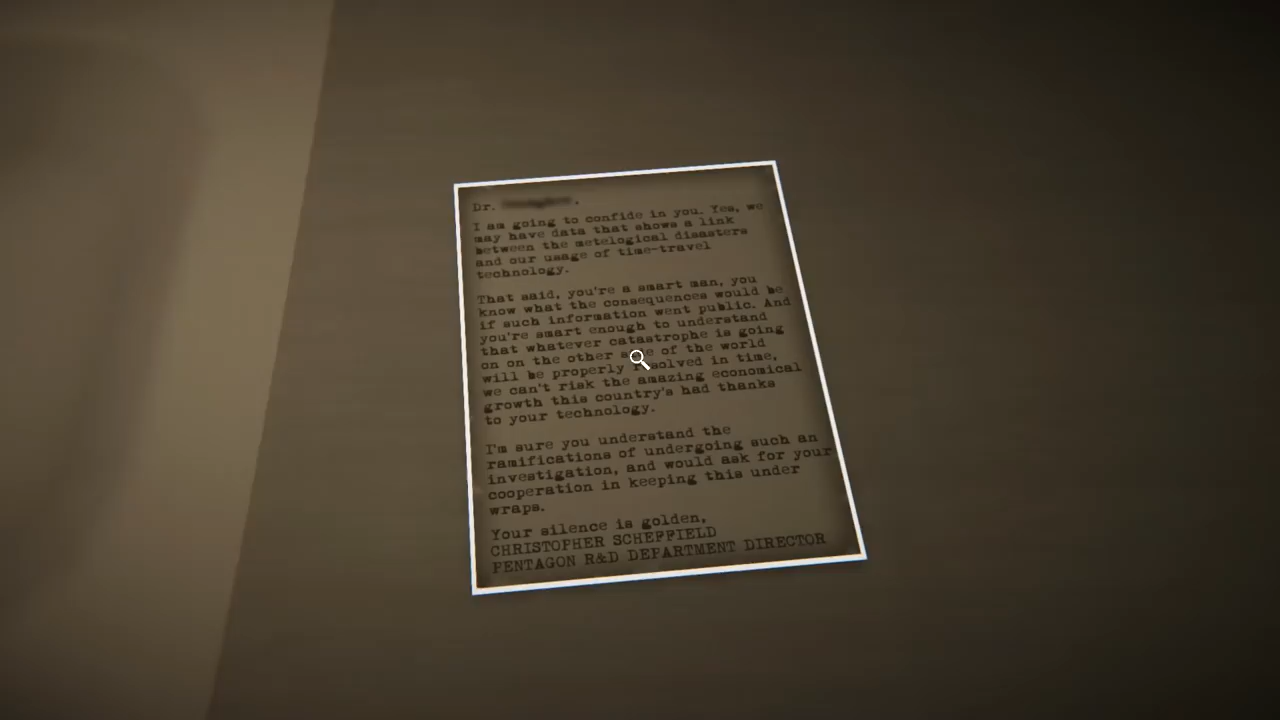 Dr. .
I am going to confide in you. Yes, we
may have data that shows a link
between the metelogical disasters
and our usage of time-travel
technology.
That said, you're a smart man, you
know what the consequences would be
if such information went public. And
you're smart enough to understand
that whatever catastrophe is going
on on the other of the world
will be properly in time,
we can't risk the amazing economical
growth this country's had thanks
to your technology.
I'm sure you understand the
ramifications of undergoing such an
investigation, and would ask for your
cooperation in keeping this under
wraps.
Your silence is golden,
CHRISTOPHER SCHEFFIELD
PENTAGON R&D DEPARTMENT DIRECTOR